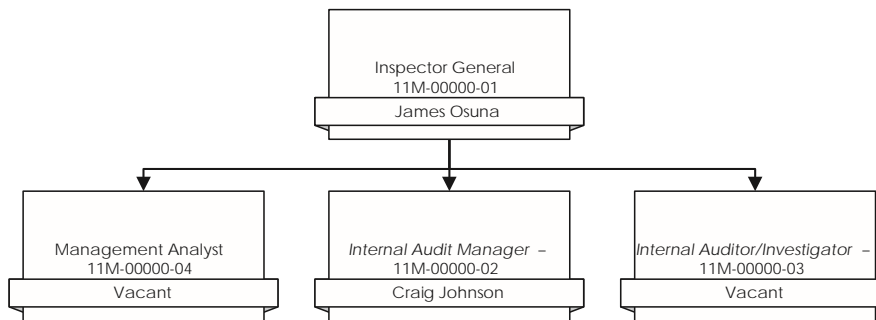 Inspector General
11M-00000-01
James Osuna
Management Analyst
11M-00000-04
Vacant
Internal Audit Manager –
11M-00000-02
Craig Johnson
Internal Auditor/Investigator –
11M-00000-03
Vacant